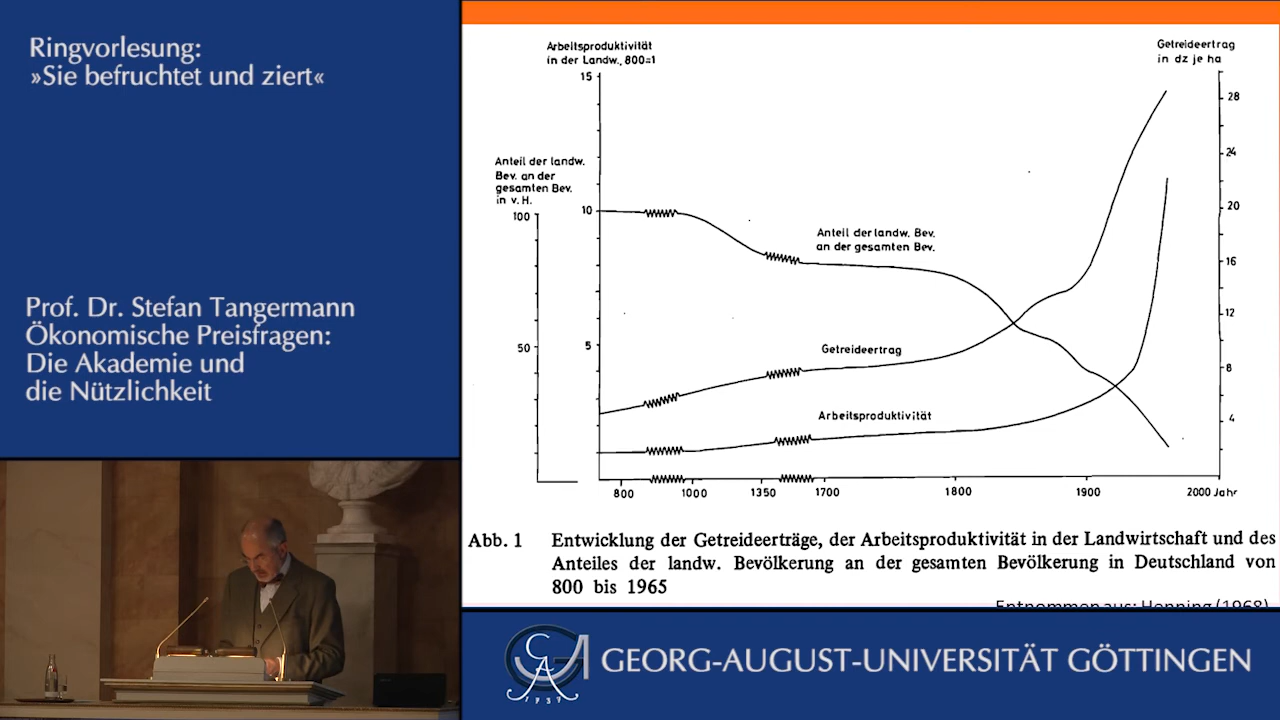 Ringvorlesung:
»Sie befruchtet und ziert«
Prof. Dr. Stefan Tangermann
Ökonomische Preisfragen:
Die Akademie und
die Nützlichkeit
Arbeitsproduktivität
in der Landw., 800=1
Getreideertrag
in dz je ha
15
10
5
Anteil der landw.
Bev. an der
gesamten Bev.
in v. H.
100
50
28
24
20
16
12
8
4
Anteil der landw. Bev.
an der gesamten Bev.
Getreideertrag
Arbeitsproduktivität
800 1000 1350 1700 1800 1900 2000 Jahr
Abb. 1 Entwicklung der Getreideerträge, der Arbeitsproduktivität in der Landwirtschaft und des
Anteiles der landw. Bevölkerung an der gesamten Bevölkerung in Deutschland von
800 bis 1965
Entnommen aus: Henning (1968)
GEORG-AUGUST-UNIVERSITÄT GÖTTINGEN
1737